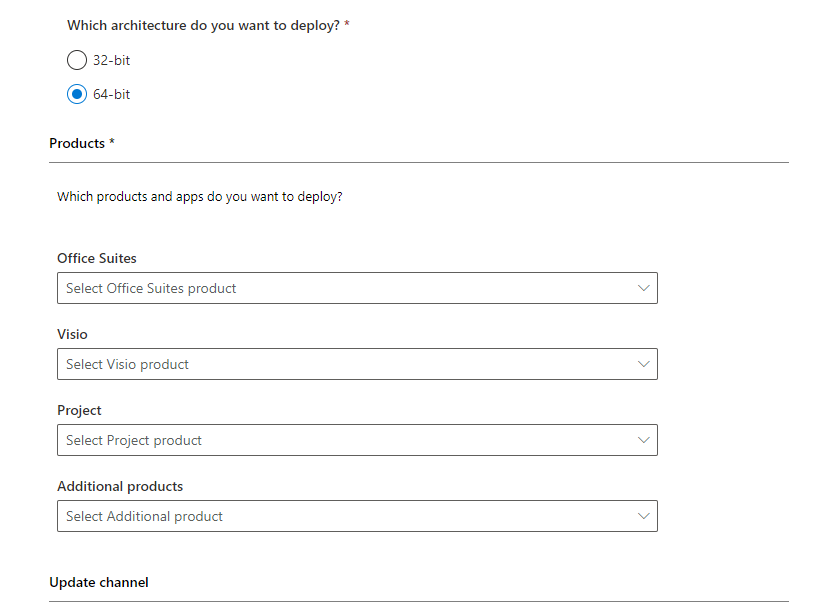 Which architecture do you want to deploy? *
32-bit
64-bit
Products *
Which products and apps do you want to deploy?
Office Suites
Select Office Suites product
Visio
Select Visio product
Project
Select Project product
Additional products
Select Additional product
Update channel